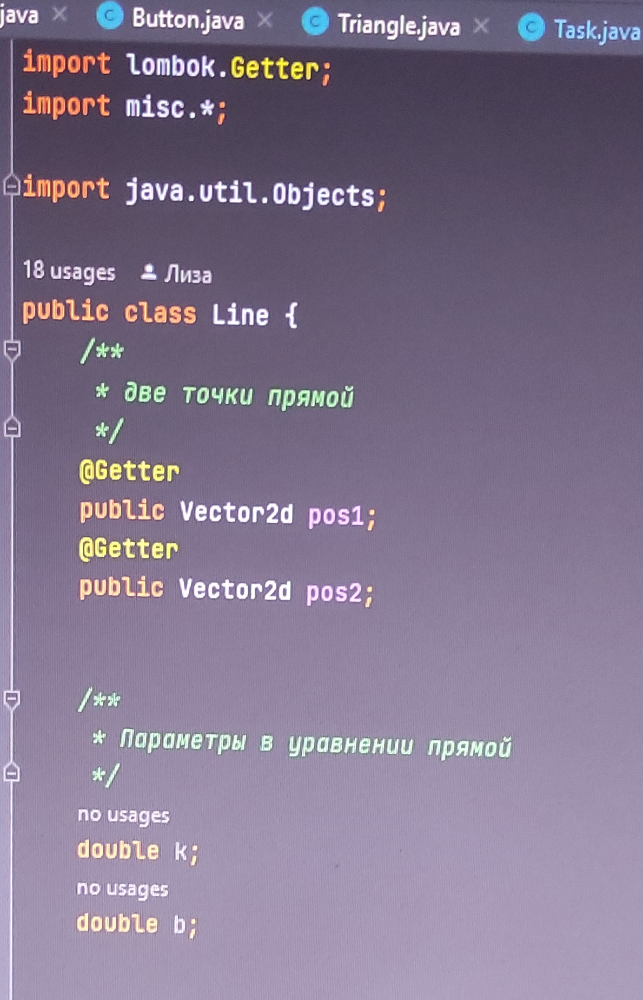 java Button.java Triangle.java Task.java
import lombok.Getter;
import misc.*;
import java.util.Objects;
18 usages Лиза
public class Line {
/**
* две точки прямой
*/
@Getter
public Vector2d pos1;
@Getter
public Vector2d pos2;
/**
* Параметры в уравнении прямой
*/
no usages
double k;
no usages
double b;